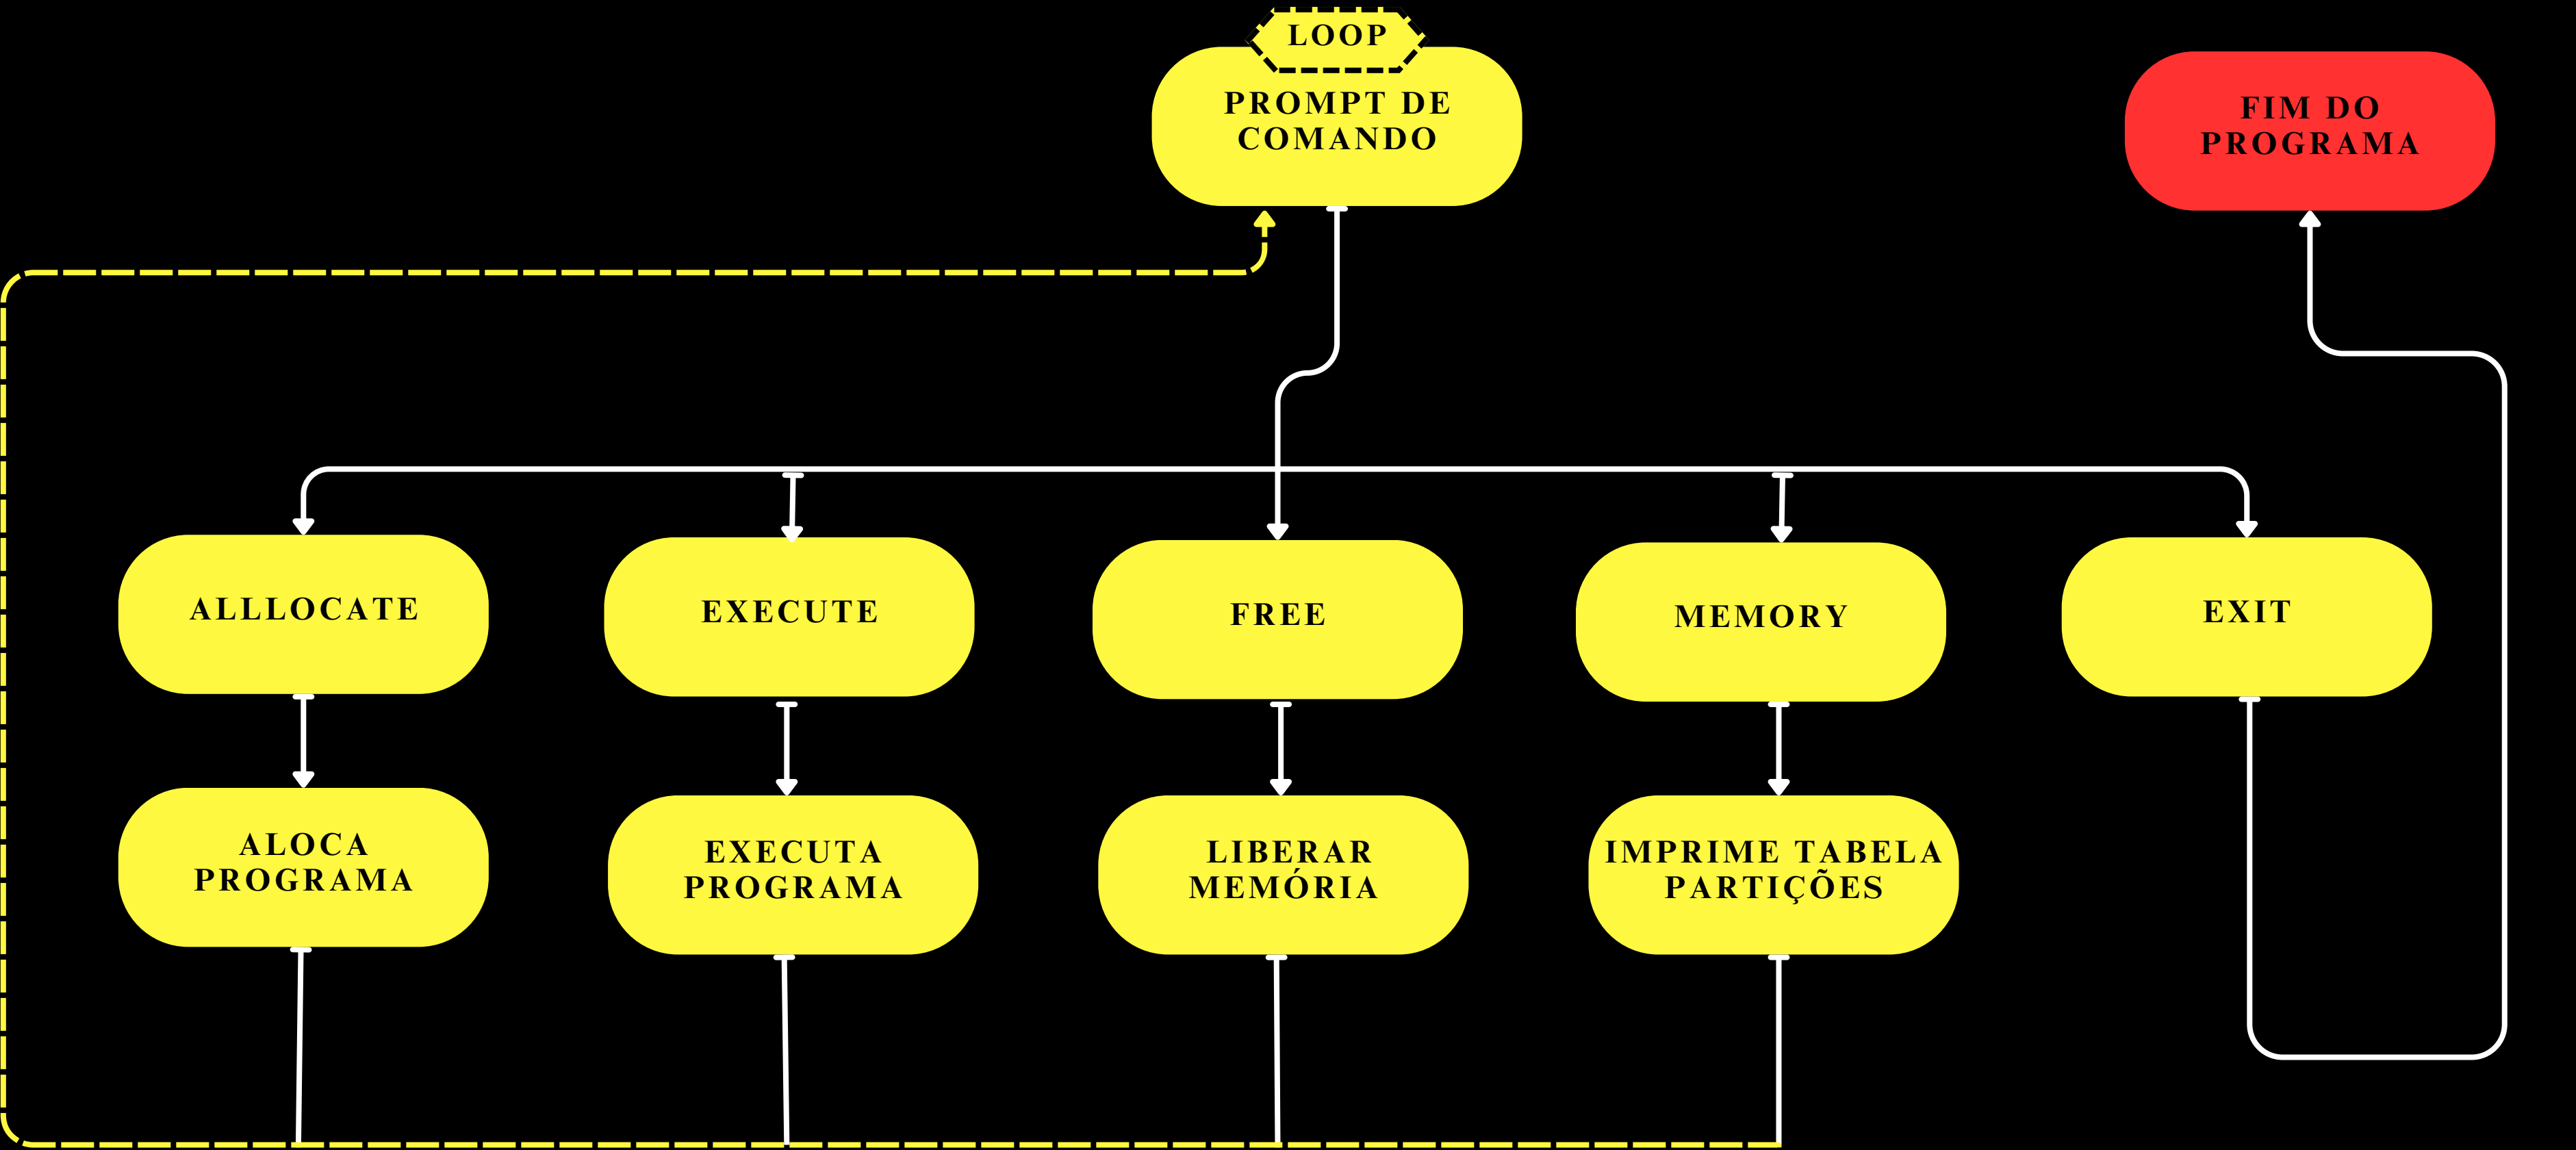 LOOP
PROMPT DE
COMANDO
FIM DO
PROGRAMA
ALLLOCATE
EXECUTE
FREE
MEMORY
EXIT
ALOCA
PROGRAMA
EXECUTA
PROGRAMA
LIBERAR
MEMÓRIA
IMPRIME TABELA
PARTIÇÕES